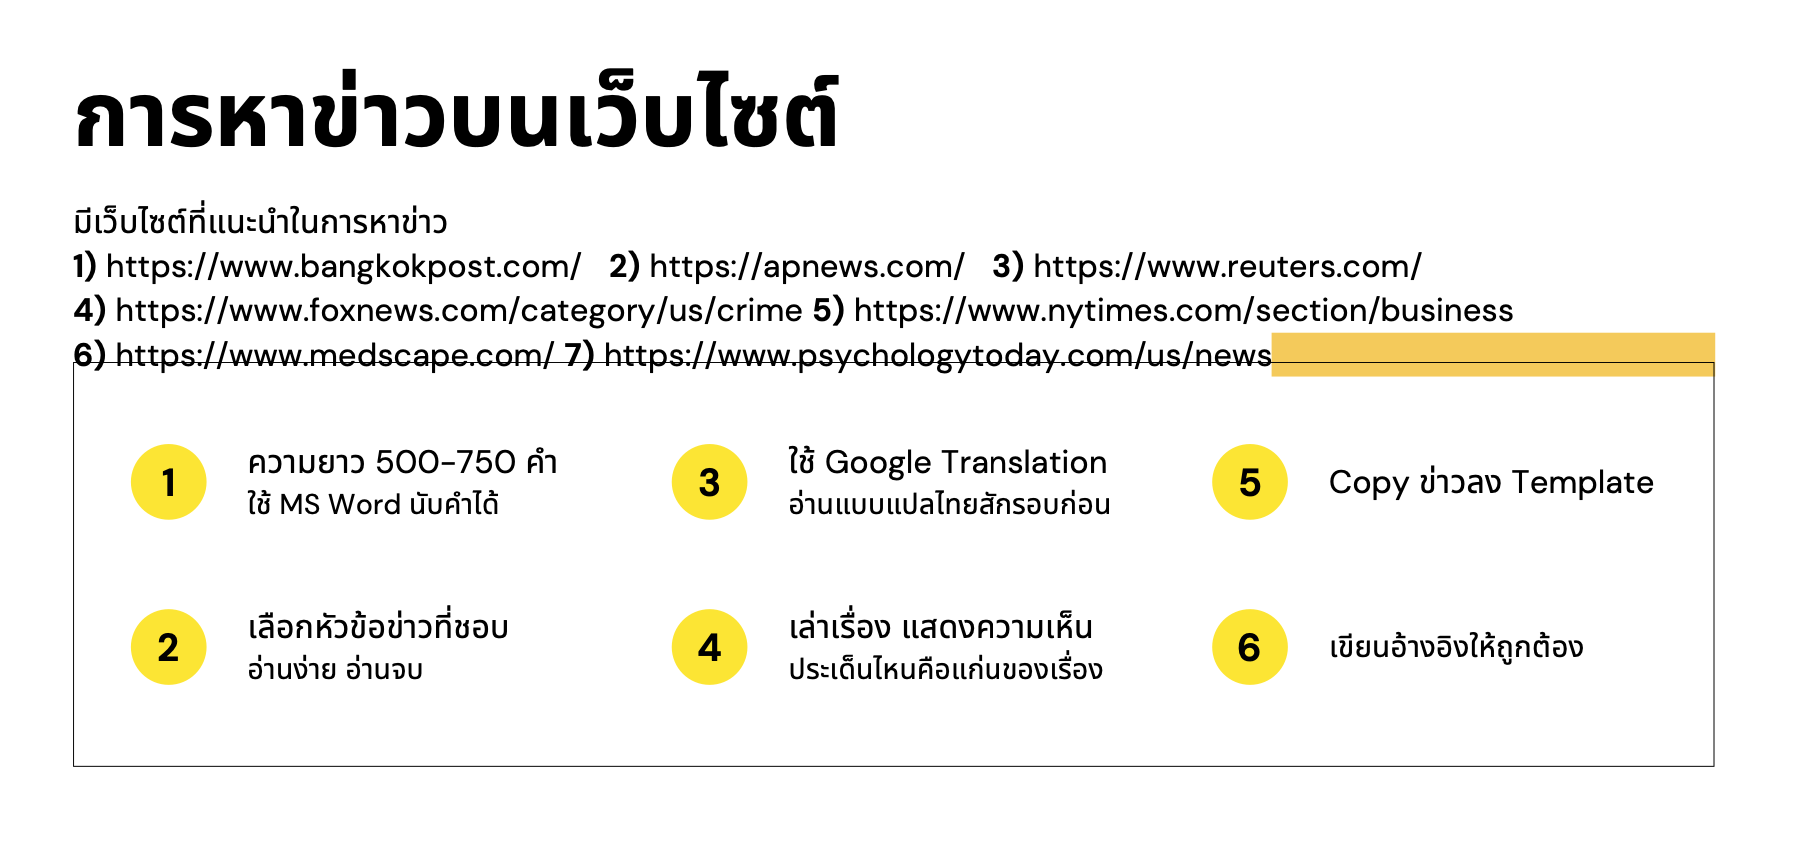 การหาข่าวบนเว็บไซต์
มีเว็บไซต์ที่แนะนำในการหาข่าว
1) https://www.bangkokpost.com/ 2) https://apnews.com/ 3) https://www.reuters.com/
4) https://www.foxnews.com/category/us/crime 5) https://www.nytimes.com/section/business
6) https://www.medscape.com/ 7) https://www.psychologytoday.com/us/news
1
ความยาว 500-750 คำ
ใช้ MS Word นับคำได้
2
เลือกหัวข้อข่าวที่ชอบ
อ่านง่าย อ่านจบ
3
ใช้ Google Translation
อ่านแบบแปลไทยสักรอบก่อน
4
เล่าเรื่อง แสดงความเห็น
ประเด็นไหนคือแก่นของเรื่อง
5
Copy ข่าวลง Template
6
เขียนอ้างอิงให้ถูกต้อง